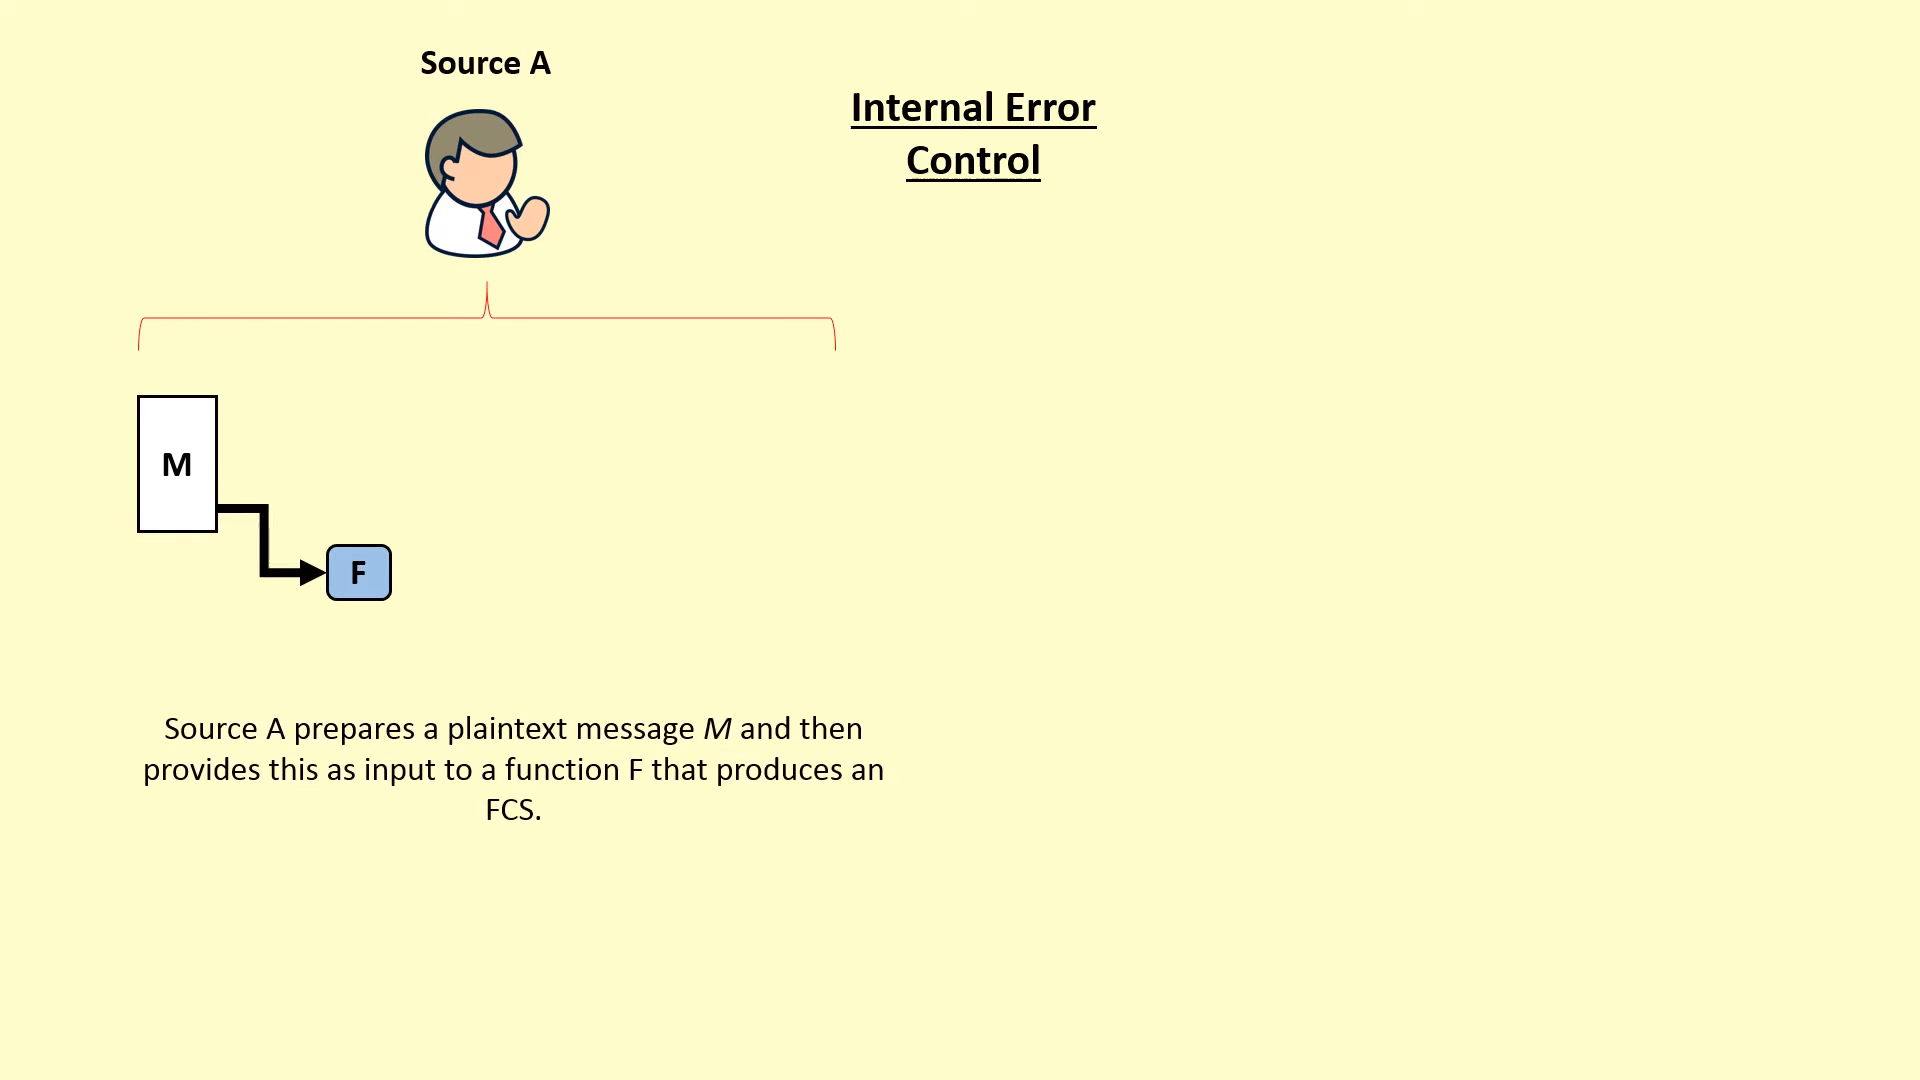 Source A
Internal Error
Control
M
F
Source A prepares a plaintext message M and then
provides this as input to a function F that produces an
FCS.